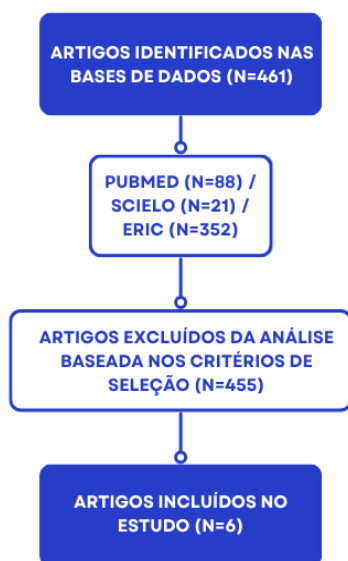 ARTIGOS IDENTIFICADOS NAS
BASES DE DADOS (N=461)
PUBMED (N=88) /
SCIELO (N=21) /
ERIC (N=352)
ARTIGOS EXCLUÍDOS DA ANÁLISE
BASEADA NOS CRITÉRIOS DE
SELEÇÃO (N=455)
ARTIGOS INCLUÍDOS NO
ESTUDO (N=6)